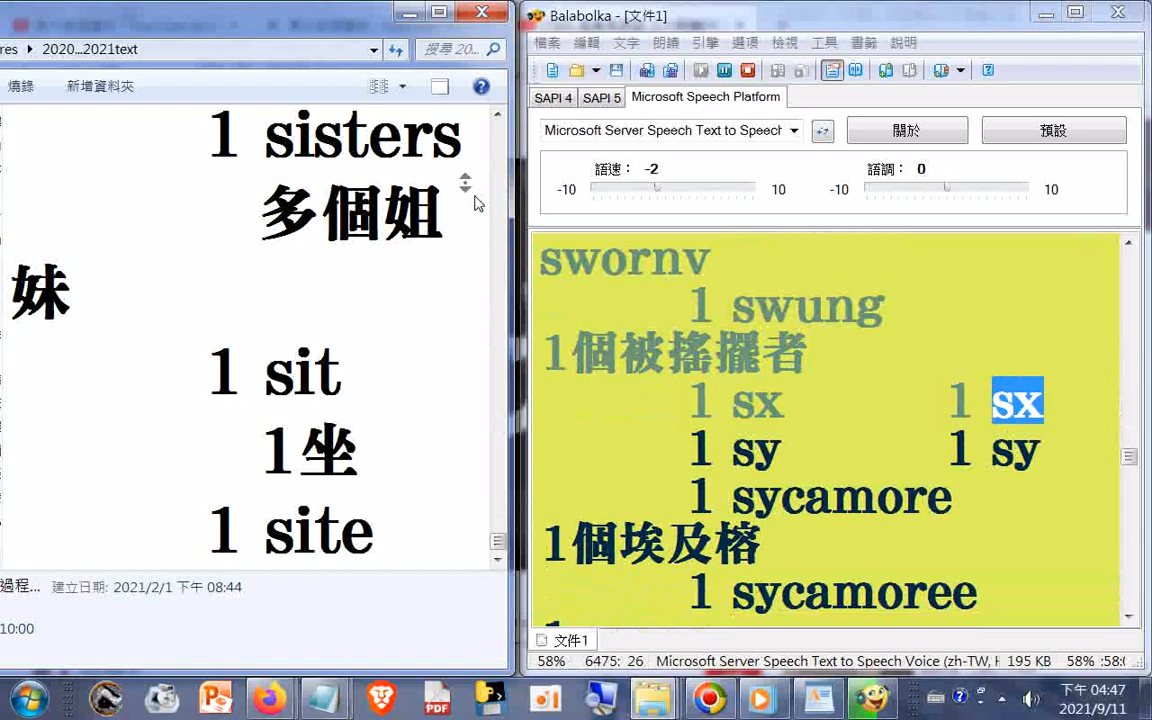 res ▸ 2020...2021text
搜尋 20...
燒錄 新增資料夾
1 sisters
多個姐
妹
1 sit
1坐
1 site
過程... 建立日期: 2021/2/1 下午 08:44
10:00
Balabolka - [文件1]
檔案 編輯 文字 朗讀 引擎 選項 檢視 工具 書籤 說明
SAPI 4 SAPI 5 Microsoft Speech Platform
Microsoft Server Speech Text to Speech 關於 預設
語速： -2 語調： 0
-10 10 -10 10
swornv
1 swung
1個被搖擺者
1 sx 1 sx
1 sy 1 sy
1 sycamore
1個埃及榕
1 sycamoree
文件1
58% 6475: 26 Microsoft Server Speech Text to Speech Voice (zh-TW, H 195 KB 58% :58:
PDF
下午 04:47
2021/9/11